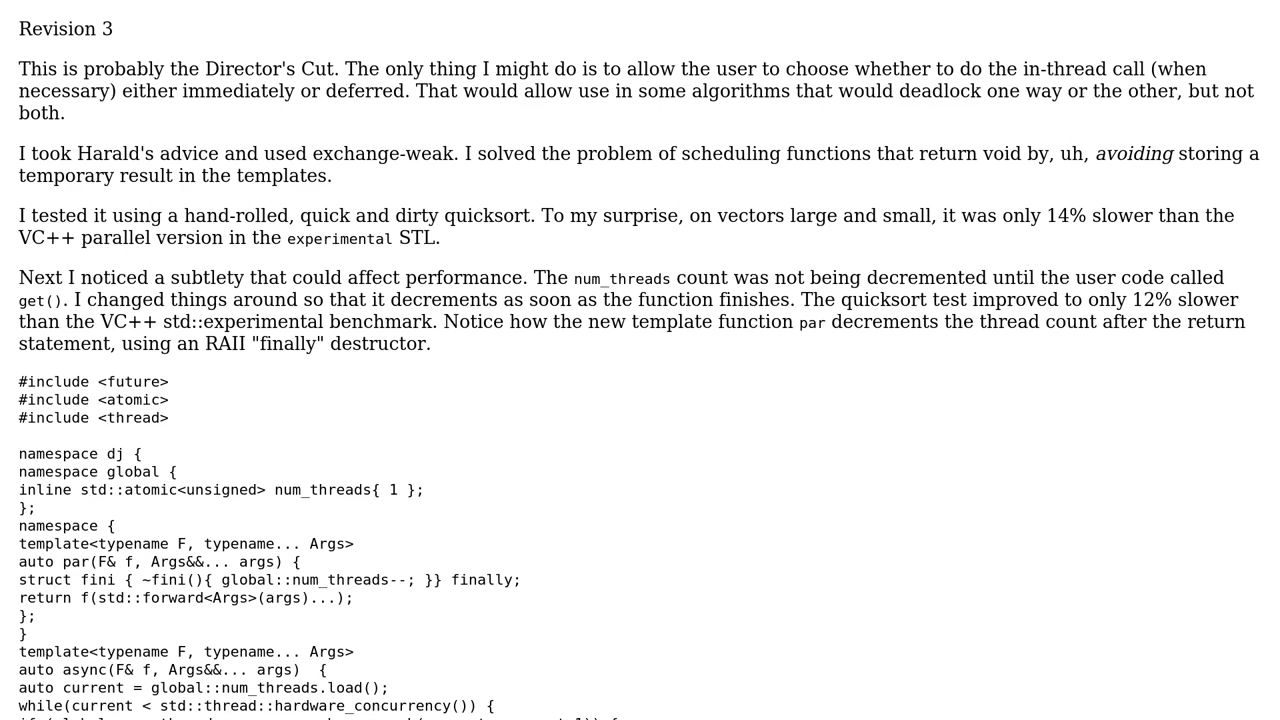 Revision 3
This is probably the Director's Cut. The only thing I might do is to allow the user to choose whether to do the in-thread call (when
necessary) either immediately or deferred. That would allow use in some algorithms that would deadlock one way or the other, but not
both.
I took Harald's advice and used exchange-weak. I solved the problem of scheduling functions that return void by, uh, avoiding storing a
temporary result in the templates.
I tested it using a hand-rolled, quick and dirty quicksort. To my surprise, on vectors large and small, it was only 14% slower than the
VC++ parallel version in the experimental STL.
Next I noticed a subtlety that could affect performance. The num_threads count was not being decremented until the user code called
get(). I changed things around so that it decrements as soon as the function finishes. The quicksort test improved to only 12% slower
than the VC++ std::experimental benchmark. Notice how the new template function par decrements the thread count after the return
statement, using an RAII "finally" destructor.
#include <future>
#include <atomic>
#include <thread>
namespace dj {
namespace global {
inline std::atomic<unsigned> num_threads{ 1 };
};
namespace {
template<typename F, typename... Args>
auto par(F& f, Args&&... args) {
struct fini { ~fini(){ global::num_threads--; }} finally;
return f(std::forward<Args>(args)...);
};
}
template<typename F, typename... Args>
auto async(F& f, Args&&... args)  {
auto current = global::num_threads.load();
while(current < std::thread::hardware_concurrency()) {